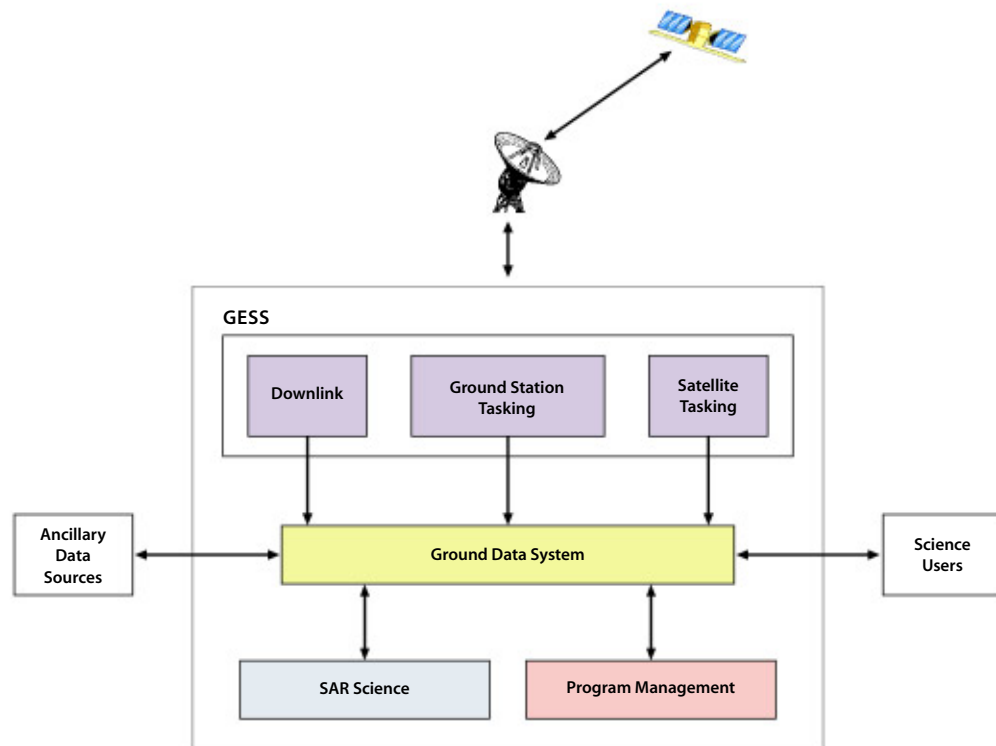 GESS
Downlink
Ground Station
Tasking
Satellite
Tasking
Ancillary
Data
Sources
Ground Data System
Science
Users
SAR Science
Program Management